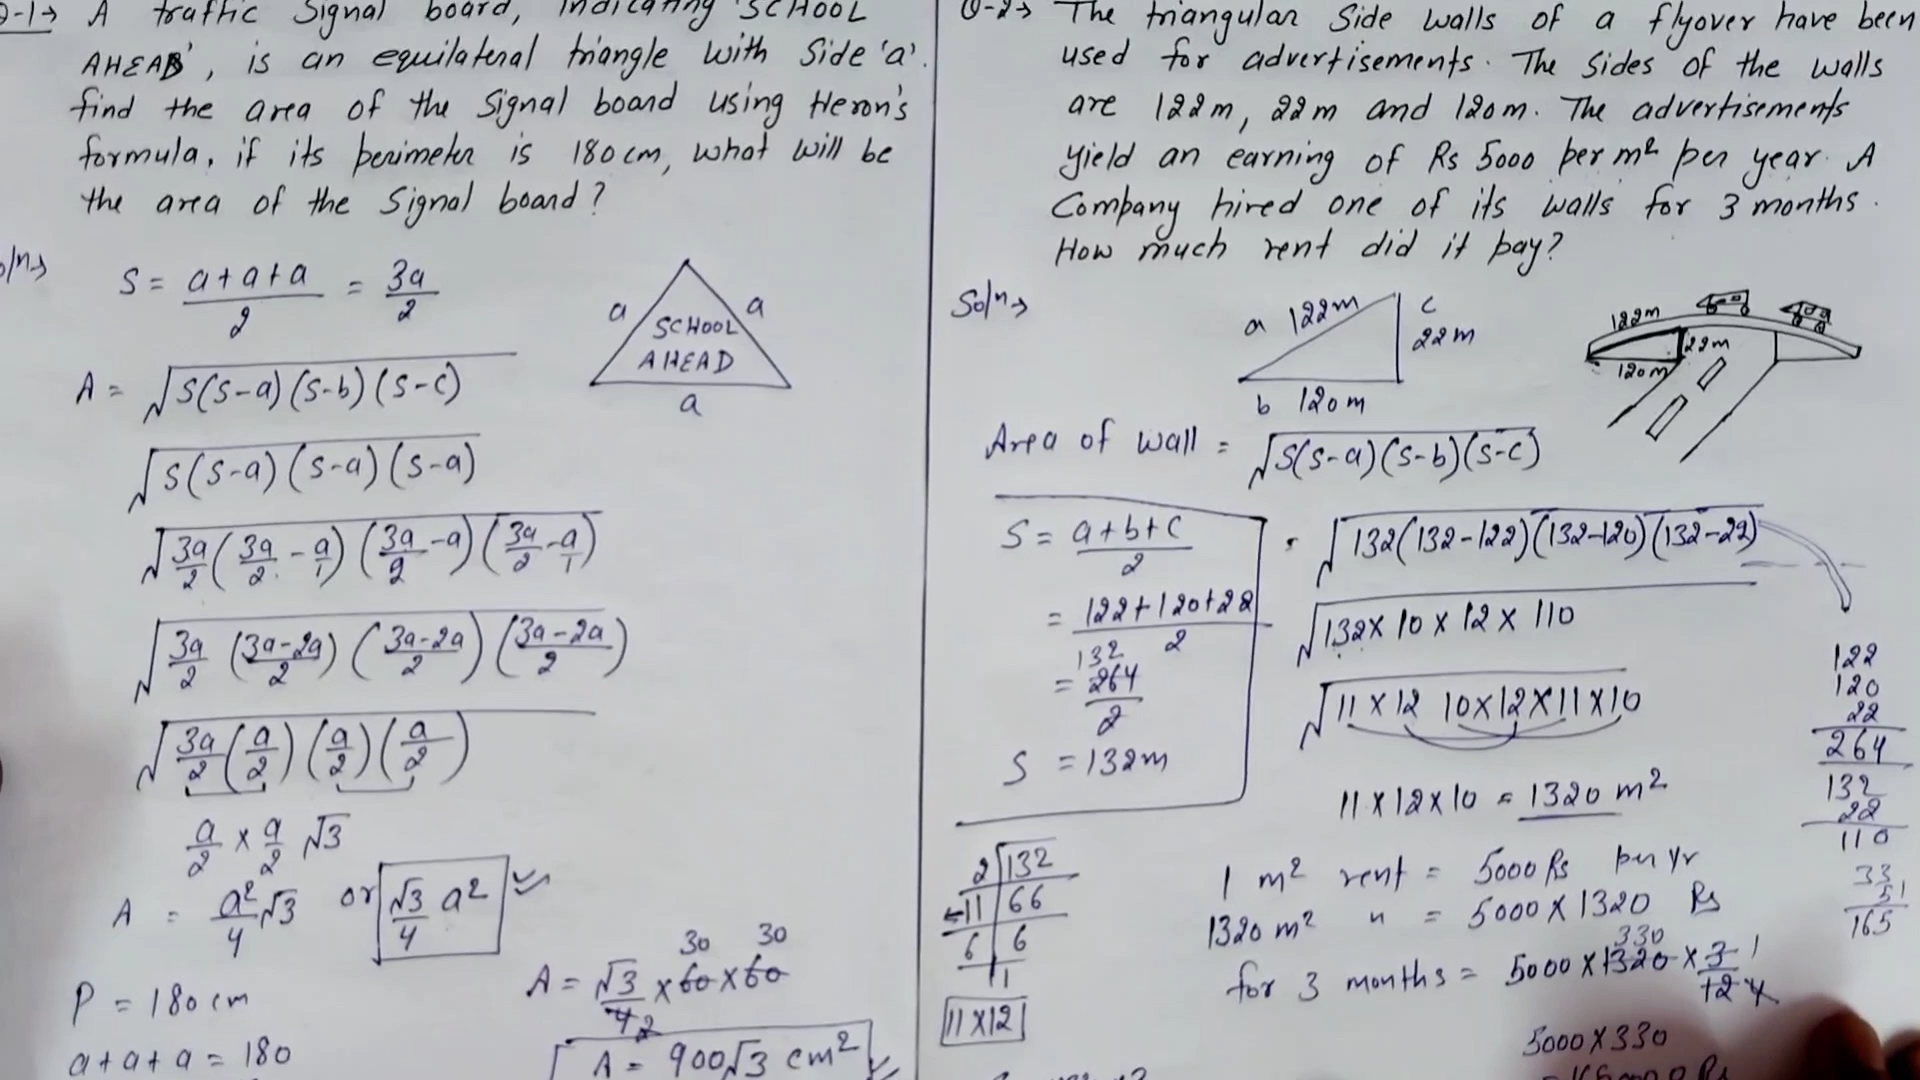 Q-1→ A traffic Signal board, indicating 'SCHOOL
AHEAD', is an equilateral triangle with Side 'a'.
find the area of the Signal board using Heron's
formula, if its perimeter is 180 cm, what will be
the area of the Signal board?
Soln→
S = a+a+a/2 = 3a/2
a a
SCHOOL
AHEAD
a
A = √S(S-a)(S-b)(S-c)
√S(S-a)(S-a)(S-a)
√3a/2(3a/2 - a/1)(3a/2 - a)(3a/2 - a/1)
√3a/2 (3a-2a/2)(3a-2a/2)(3a-2a/2)
√3a/2(a/2)(a/2)(a/2)
a/2 × a/2 √3
A = a²/4 √3 or √3/4 a²
P = 180 cm
a+a+a = 180
30 30
A = √3/4 × 60 × 60
2
A = 900√3 cm²
Q-2→ The triangular Side walls of a flyover have been
used for advertisements. The Sides of the walls
are 122m, 22m and 120m. The advertisements
yield an earning of Rs 5000 per m² per year. A
Company hired one of its walls for 3 months.
How much rent did it pay?
Soln→
a 122m c
22m
b 120m
122m
22m
120m
Area of wall = √S(S-a)(S-b)(S-c)
S = a+b+c/2
= 122+120+22/2
132
= 264/2
S = 132m
= √132(132-122)(132-120)(132-22)
√132× 10 × 12 × 110
√11 × 12 10×12×11×10
11 × 12 × 10 = 1320 m²
122
120
22
264
132
22
110
33
51
165
2 132
11 66
6 6
1
11 × 12
1 m² rent = 5000 Rs per yr
1320 m² " = 5000 × 1320 Rs
330
for 3 months = 5000 × 1320 × 3/12 1
4
5000 × 330